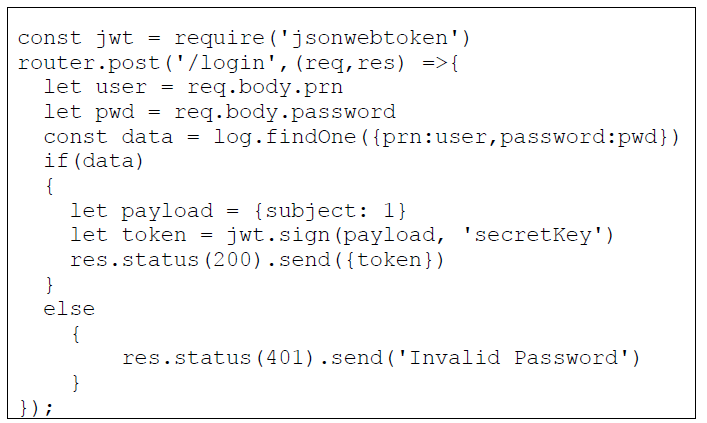 const jwt = require('jsonwebtoken')
router.post('/login',(req,res) =>{
  let user = req.body.prn
  let pwd = req.body.password
  const data = log.findOne({prn:user,password:pwd})
  if(data)
  {
    let payload = {subject: 1}
    let token = jwt.sign(payload, 'secretKey')
    res.status(200).send({token})
  }
  else
    {
        res.status(401).send('Invalid Password')
    }
});